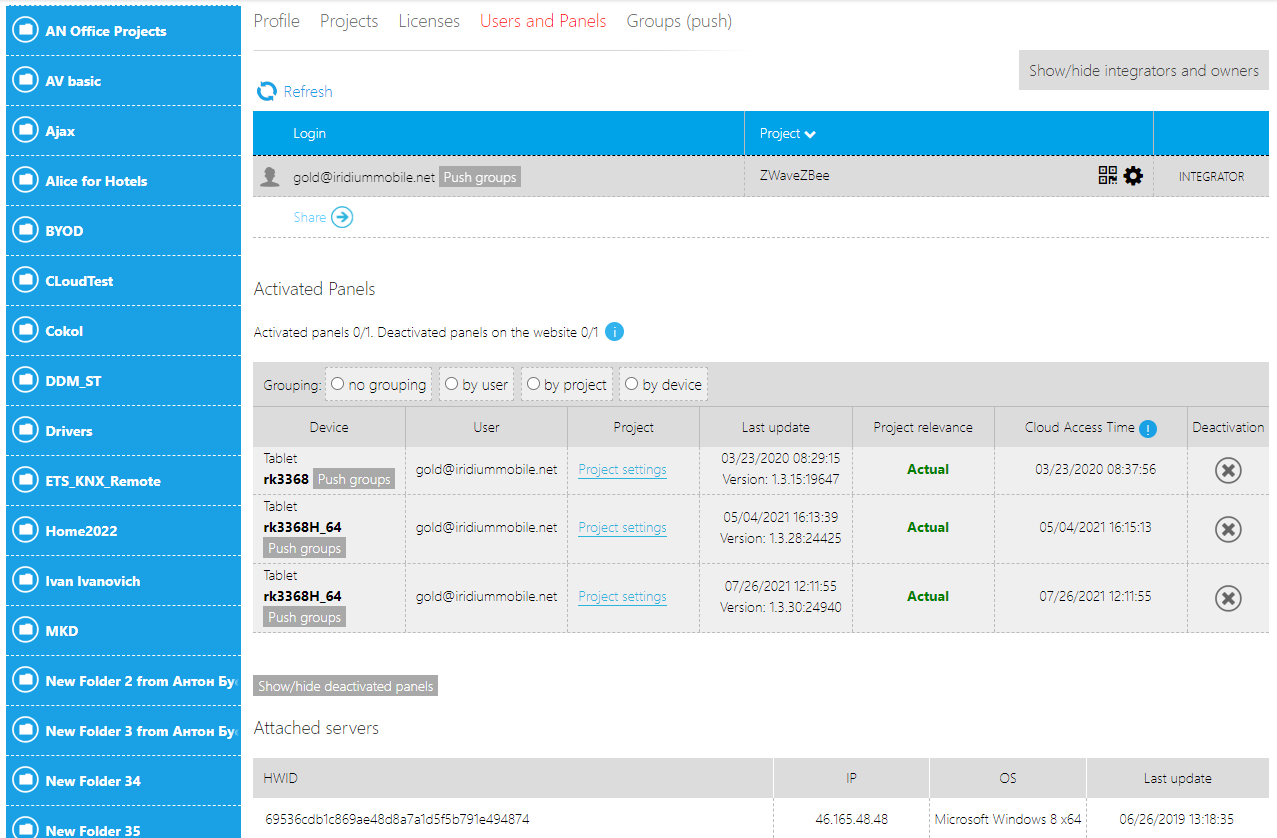 AN Office Projects
AV basic
Ajax
Alice for Hotels
BYOD
CLoudTest
Cokol
DDM_ST
Drivers
ETS_KNX_Remote
Home2022
Ivan Ivanovich
MKD
New Folder 2 from Антон Бу
New Folder 3 from Антон Бу
New Folder 34
New Folder 35
Profile Projects Licenses Users and Panels Groups (push)
Show/hide integrators and owners
Refresh
Login Project
gold@iridiummobile.net Push groups ZWaveZBee INTEGRATOR
Share
Activated Panels
Activated panels 0/1. Deactivated panels on the website 0/1 i
Grouping: no grouping by user by project by device
Device User Project Last update Project relevance Cloud Access Time ! Deactivation
Tablet
rk3368 Push groups gold@iridiummobile.net Project settings 03/23/2020 08:29:15
Version: 1.3.15:19647 Actual 03/23/2020 08:37:56
Tablet
rk3368H_64
Push groups gold@iridiummobile.net Project settings 05/04/2021 16:13:39
Version: 1.3.28:24425 Actual 05/04/2021 16:15:13
Tablet
rk3368H_64
Push groups gold@iridiummobile.net Project settings 07/26/2021 12:11:55
Version: 1.3.30:24940 Actual 07/26/2021 12:11:55
Show/hide deactivated panels
Attached servers
HWID IP OS Last update
69536cdb1c869ae48d8a7a1d5f5b791e494874 46.165.48.48 Microsoft Windows 8 x64 06/26/2019 13:18:35